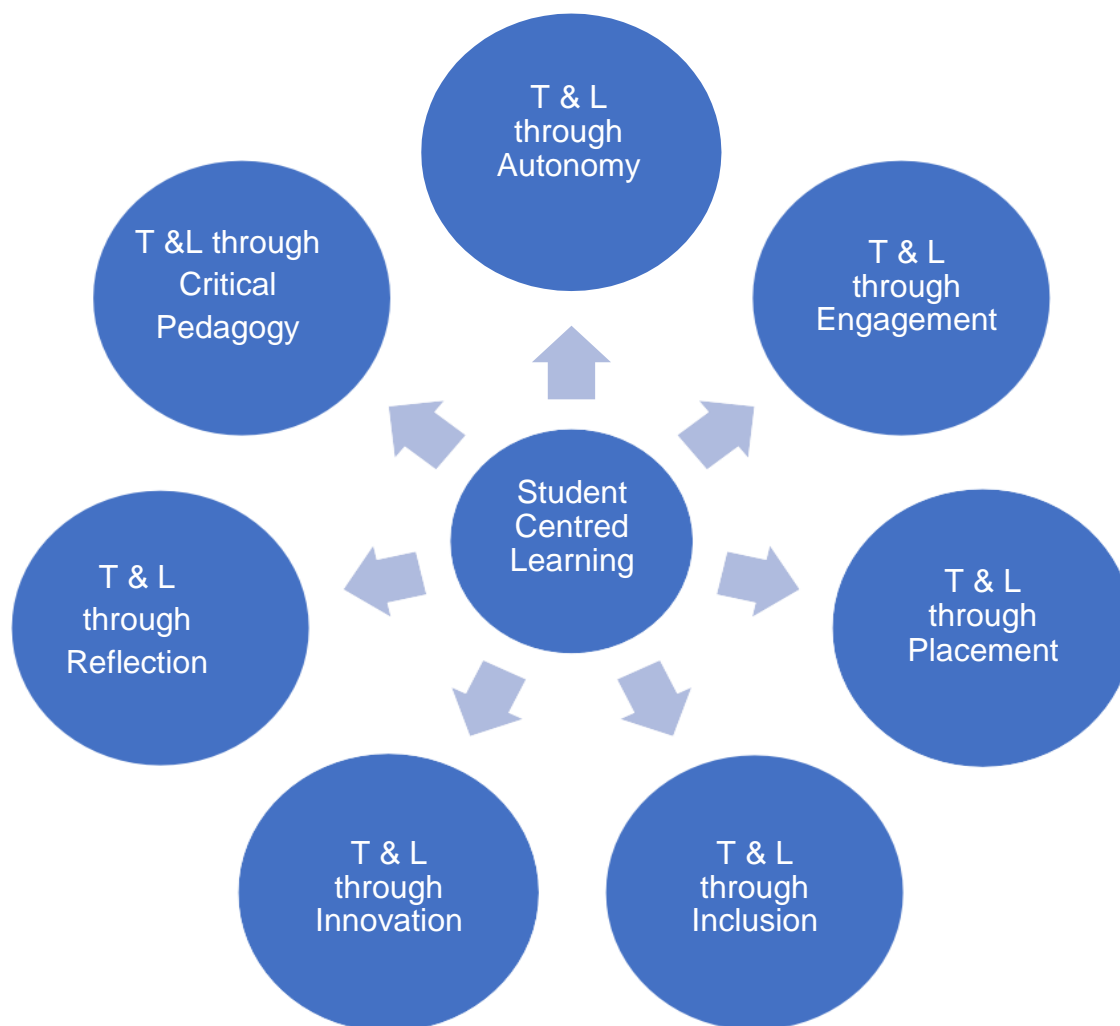 T & L
through
Autonomy
T & L
through
Engagement
T & L
through
Placement
T & L
through
Inclusion
T & L
through
Innovation
T & L
through
Reflection
T &L through
Critical
Pedagogy
Student
Centred
Learning